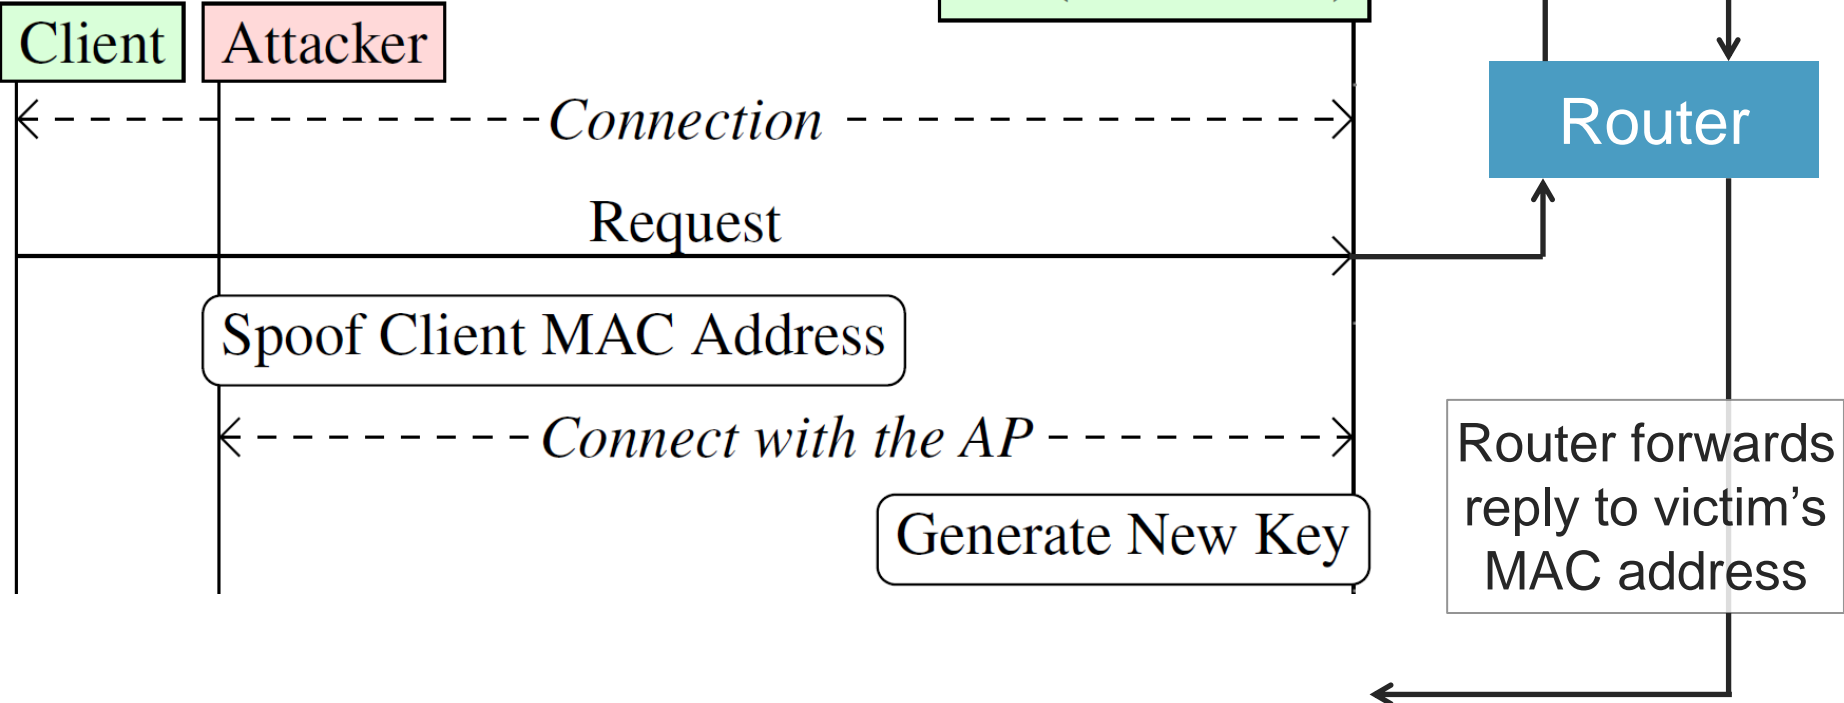 Client
Attacker
Router
Connection
Request
Spoof Client MAC Address
Connect with the AP
Generate New Key
Router forwards
reply to victim’s
MAC address